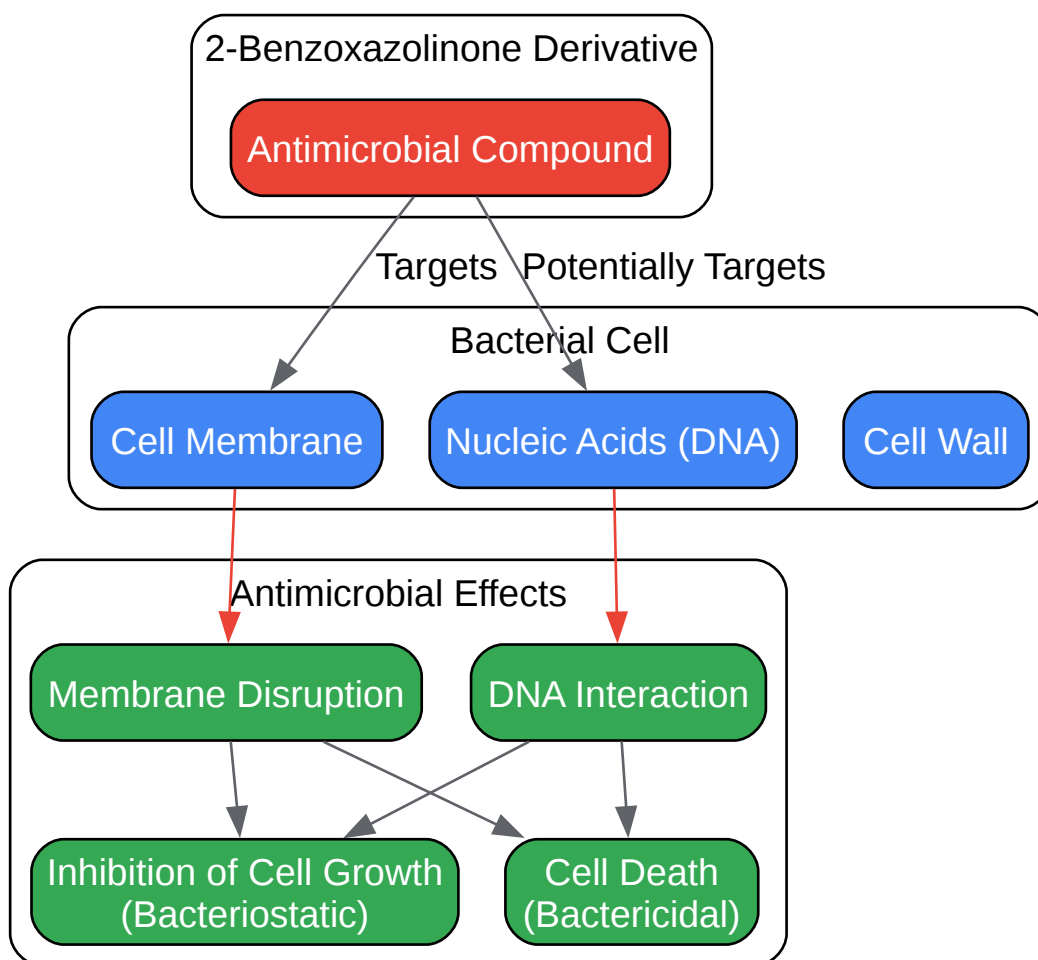 2-Benzoxazolinone Derivative
Antimicrobial Compound
Targets
Potentially Targets
Bacterial Cell
Cell Membrane
Nucleic Acids (DNA)
Cell Wall
Antimicrobial Effects
Membrane Disruption
DNA Interaction
Inhibition of Cell Growth
(Bacteriostatic)
Cell Death
(Bactericidal)